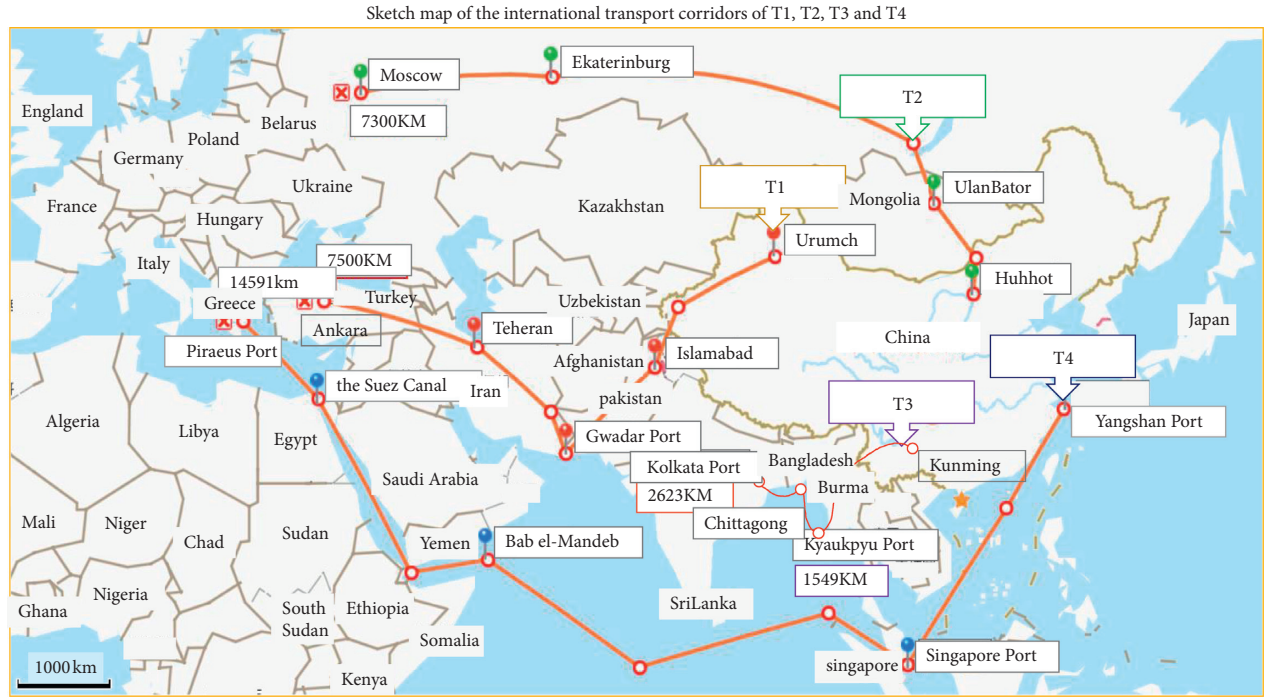 Sketch map of the international transport corridors of T1, T2, T3 and T4
Ekaterinburg
Moscow
T2
England
7300KM
Belarus
Poland
Germany
T1
Ukraine
UlanBator
Mongolia
France
Kazakhstan
Hungary
Urumch
Italy
7500KM
14591km
Huhhot
Turkey
Greece
Uzbekistan
Japan
Teheran
Ankara
China
Piraeus Port
Islamabad
Afghanistan
T4
the Suez Canal
Iran
pakistan
T3
Algeria
Yangshan Port
Libya
Egypt
Gwadar Port
Bangladesh
Kolkata Port
Kunming
Saudi Arabia
Burma
2623KM
Mali
Niger
Chittagong
Sudan
Chad
Yemen
Bab el-Mandeb
Kyaukpyu Port
1549KM
Nigeria
SriLanka
Ghana
South
Sudan
Ethiopia
Somalia
Singapore Port
singapore
1000 km
Kenya